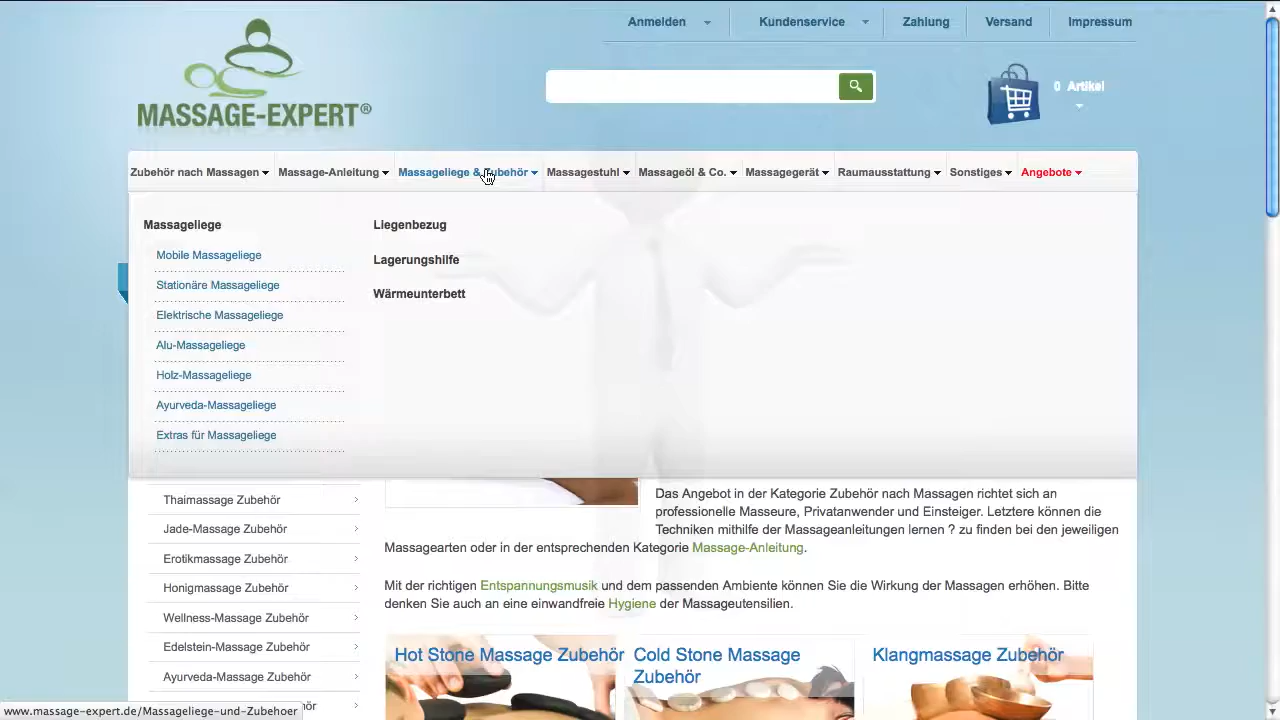 Anmelden Kundenservice Zahlung Versand Impressum
MASSAGE-EXPERT®
0 Artikel
Zubehör nach Massagen Massage-Anleitung Massageliege & Zubehör Massagestuhl Massageöl & Co. Massagegerät Raumausstattung Sonstiges Angebote
Massageliege
Mobile Massageliege
Stationäre Massageliege
Elektrische Massageliege
Alu-Massageliege
Holz-Massageliege
Ayurveda-Massageliege
Extras für Massageliege
Liegenbezug
Lagerungshilfe
Wärmeunterbett
Thaimassage Zubehör
Jade-Massage Zubehör
Erotikmassage Zubehör
Honigmassage Zubehör
Wellness-Massage Zubehör
Edelstein-Massage Zubehör
Ayurveda-Massage Zubehör
Das Angebot in der Kategorie Zubehör nach Massagen richtet sich an
professionelle Masseure, Privatanwender und Einsteiger. Letztere können die
Techniken mithilfe der Massageanleitungen lernen ? zu finden bei den jeweiligen
Massagearten oder in der entsprechenden Kategorie Massage-Anleitung.
Mit der richtigen Entspannungsmusik und dem passenden Ambiente können Sie die Wirkung der Massagen erhöhen. Bitte
denken Sie auch an eine einwandfreie Hygiene der Massageutensilien.
Hot Stone Massage Zubehör
Cold Stone Massage
Zubehör
Klangmassage Zubehör
www.massage-expert.de/Massageliege-und-Zubehoer